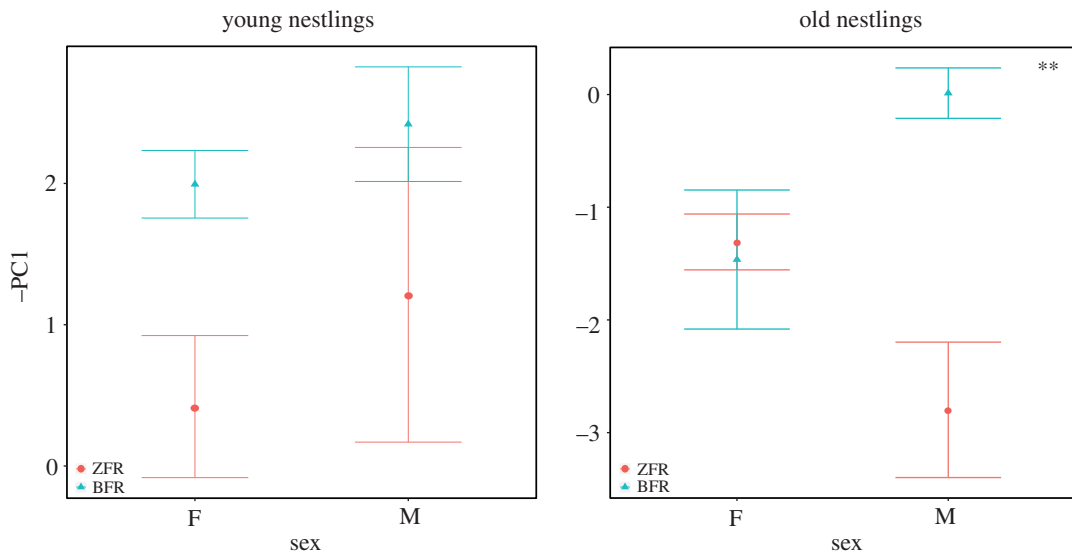 young nestlings
–PC1
2
1
0
ZFR
BFR
F
M
sex
old nestlings
**
0
–1
–2
–3
ZFR
BFR
F
M
sex